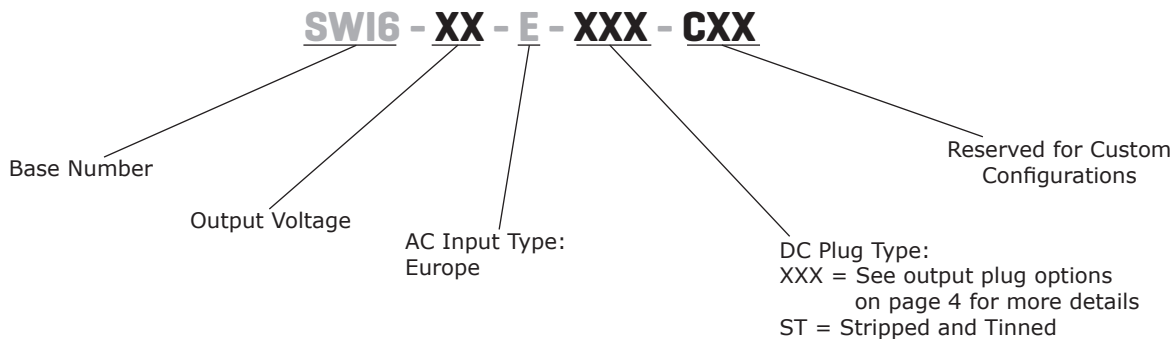 SWI6 - XX - E - XXX - CXX
Base Number
Output Voltage
AC Input Type:
Europe
DC Plug Type:
XXX = See output plug options
on page 4 for more details
ST = Stripped and Tinned
Reserved for Custom
Configurations